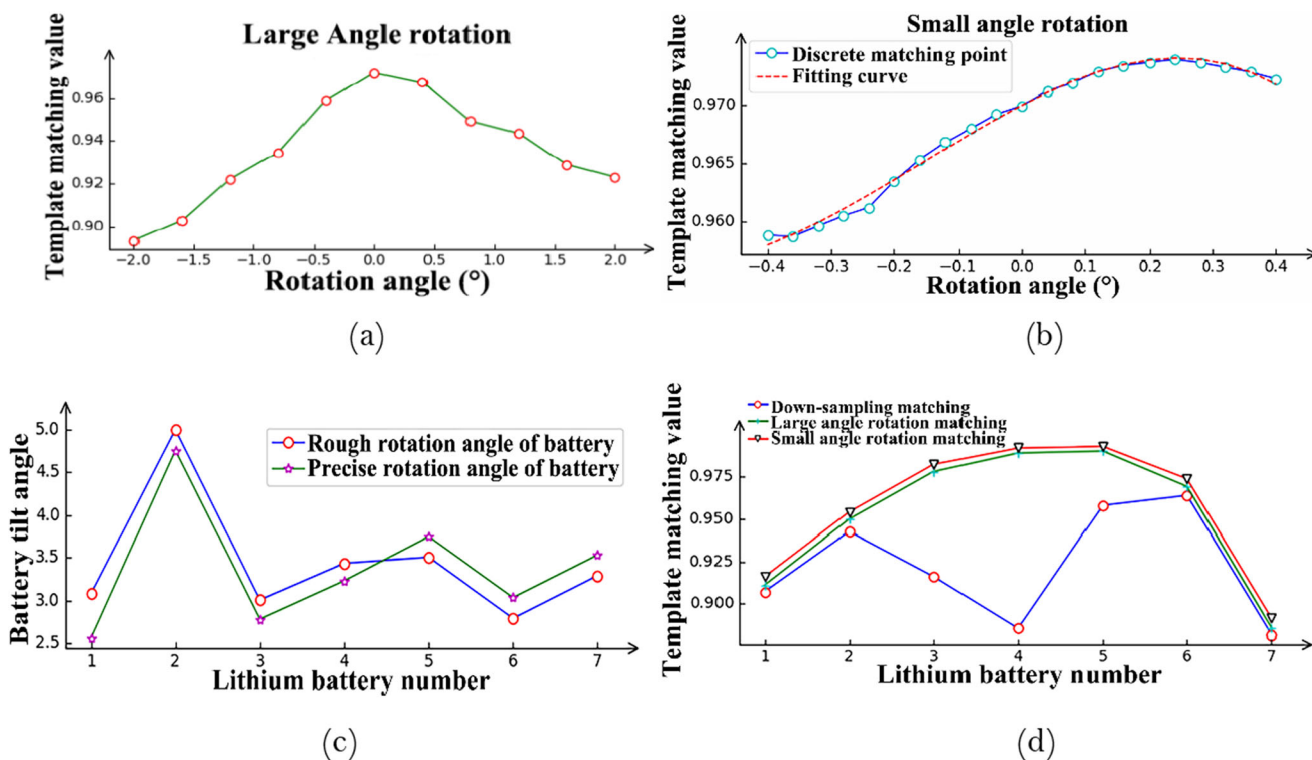 Large Angle rotation
Template matching value
0.96
0.94
0.92
0.90
−2.0 −1.5 −1.0 −0.5 0.0 0.5 1.0 1.5 2.0
Rotation angle (°)
(a)
Small angle rotation
Discrete matching point
Fitting curve
Template matching value
0.970
0.965
0.960
−0.4 −0.3 −0.2 −0.1 0.0 0.1 0.2 0.3 0.4
Rotation angle (°)
(b)
Rough rotation angle of battery
Precise rotation angle of battery
Battery tilt angle
5.0
4.5
4.0
3.5
3.0
2.5
1 2 3 4 5 6 7
Lithium battery number
(c)
Down-sampling matching
Large angle rotation matching
Small angle rotation matching
Template matching value
0.975
0.950
0.925
0.900
1 2 3 4 5 6 7
Lithium battery number
(d)